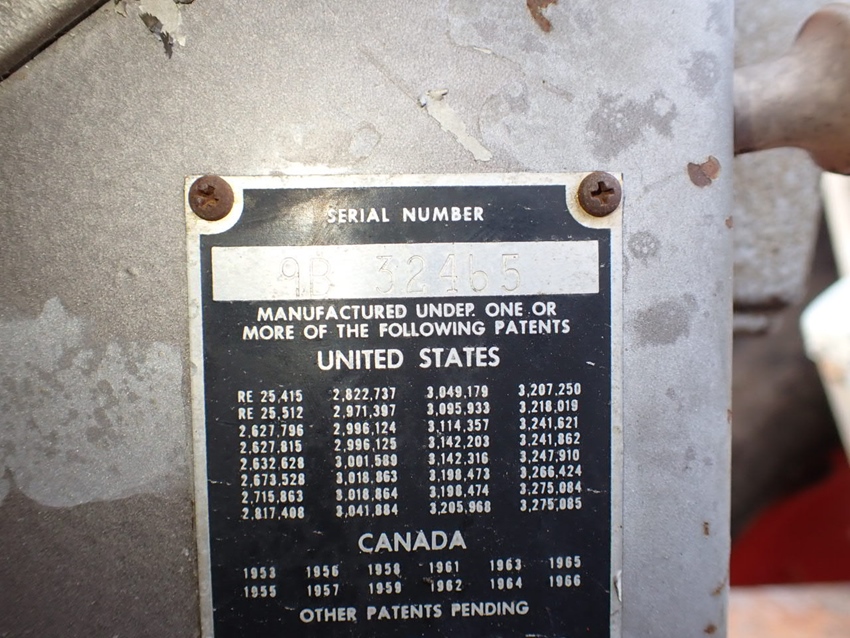 SERIAL NUMBER
9B 32465
MANUFACTURED UNDER ONE OR
MORE OF THE FOLLOWING PATENTS
UNITED STATES
RE 25,415 2,822,737 3,049,179 3,207,250
RE 25,512 2,971,397 3,095,933 3,218,019
2,627,796 2,996,124 3,114,357 3,241,621
2,627,815 2,996,125 3,142,203 3,241,862
2,632,628 3,001,589 3,142,316 3,247,910
2,673,528 3,018,863 3,198,473 3,266,424
2,715,863 3,018,864 3,198,474 3,275,084
2,817,408 3,041,884 3,205,968 3,275,085
CANADA
1953 1956 1958 1961 1963 1965
1955 1957 1959 1962 1964 1966
OTHER PATENTS PENDING